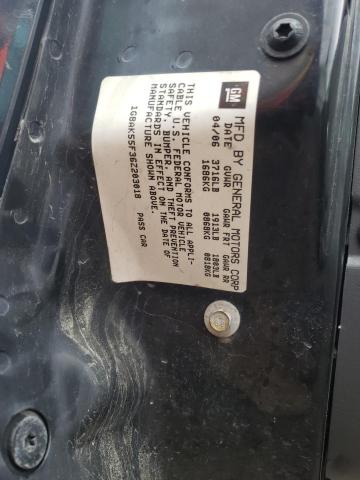 GM
MFD BY GENERAL MOTORS CORP
DATE GVWR GAWR FRT GAWR RR
04/06 3716LB 1913LB 1803LB
1686KG 0868KG 0818KG
THIS VEHICLE CONFORMS TO ALL APPLI-
CABLE U.S. FEDERAL MOTOR VEHICLE
SAFETY, BUMPER, AND THEFT PREVENTION
STANDARDS IN EFFECT ON THE DATE OF
MANUFACTURE SHOWN ABOVE.
1G8AK55F36Z203018 PASS CAR